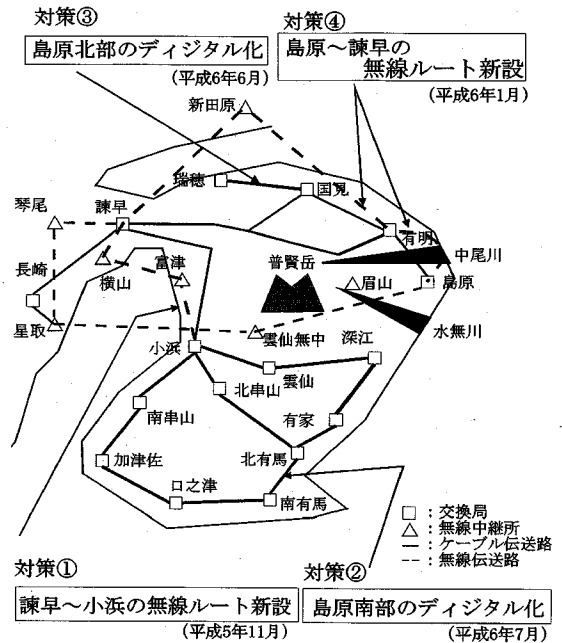 対策③
島原北部のディジタル化
(平成6年6月)
対策④
島原～諫早の
無線ルート新設
(平成6年1月)
新田原
瑞穂
国見
琴尾
諫早
有明
中尾川
長崎
横山
富津
普賢岳
眉山
島原
星取
水無川
小浜
雲仙無中
深江
雲仙
北串山
南串山
有家
加津佐
北有馬
口之津
南有馬
□：交換局
△：無線中継所
― ：ケーブル伝送路
-- ：無線伝送路
対策①
諫早～小浜の無線ルート新設
(平成5年11月)
対策②
島原南部のディジタル化
(平成6年7月)